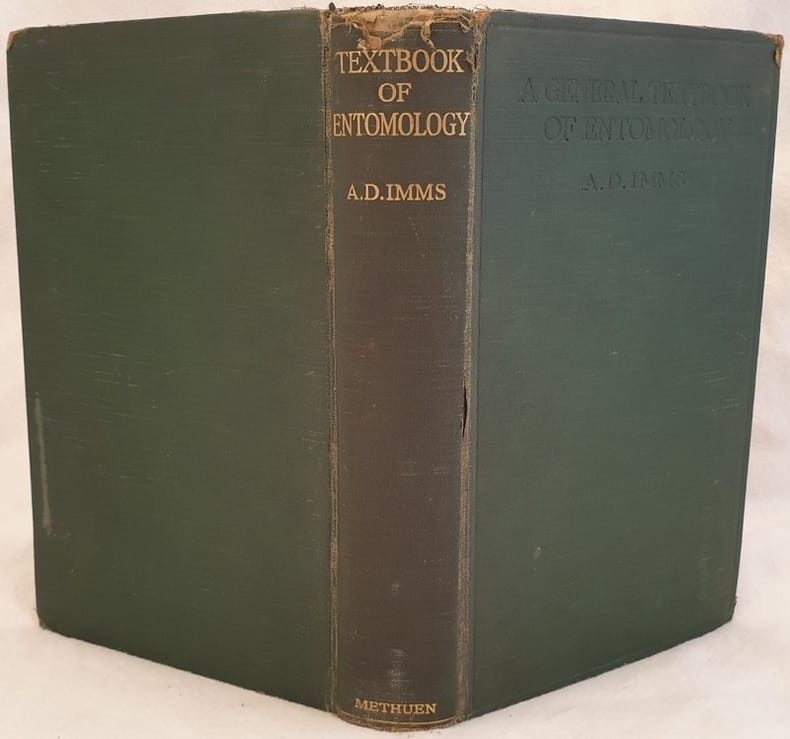 TEXTBOOK
OF
ENTOMOLOGY
A.D.IMMS
METHUEN
A GENERAL TEXTBOOK
OF ENTOMOLOGY
A.D.IMMS